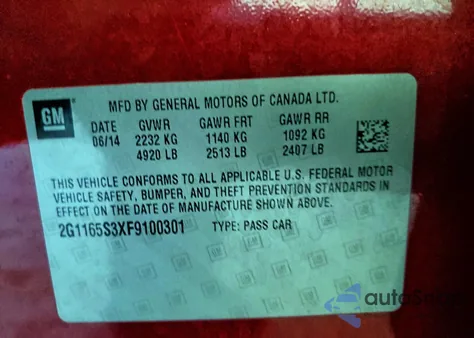 GM
MFD BY GENERAL MOTORS OF CANADA LTD.
DATE GVWR GAWR FRT GAWR RR
06/14 2232 KG 1140 KG 1092 KG
4920 LB 2513 LB 2407 LB
THIS VEHICLE CONFORMS TO ALL APPLICABLE U.S. FEDERAL MOTOR
VEHICLE SAFETY, BUMPER, AND THEFT PREVENTION STANDARDS IN
EFFECT ON THE DATE OF MANUFACTURE SHOWN ABOVE.
2G1165S3XF9100301 TYPE: PASS CAR